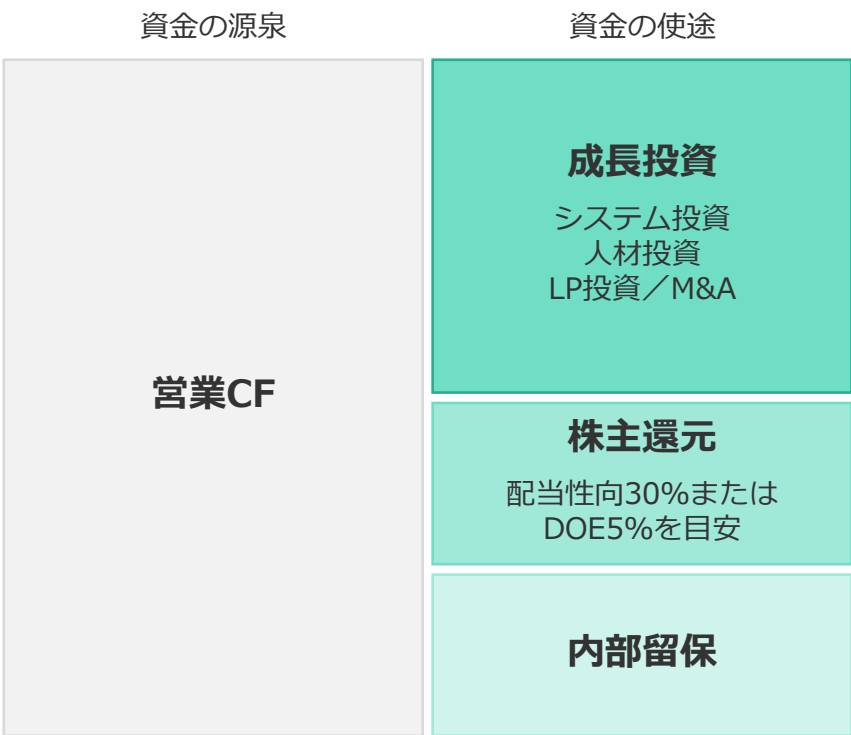 資金の源泉
資金の使途
営業CF
成長投資
システム投資
人材投資
LP投資／M&A
株主還元
配当性向30%または
DOE5%を目安
内部留保